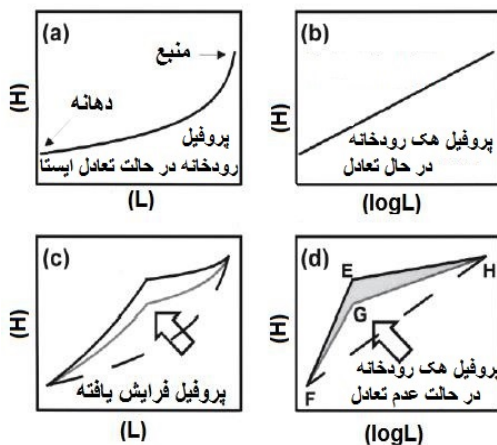 (a)
منبع
دهانه
پروفیل
رودخانه در حالت تعادل ایستا
(H)
(L)
(b)
پروفیل هک رودخانه
در حال تعادل
(H)
(logL)
(c)
پروفیل فرایش یافته
(H)
(L)
(d)
E
H
G
F
پروفیل هک رودخانه
در حالت عدم تعادل
(H)
(logL)